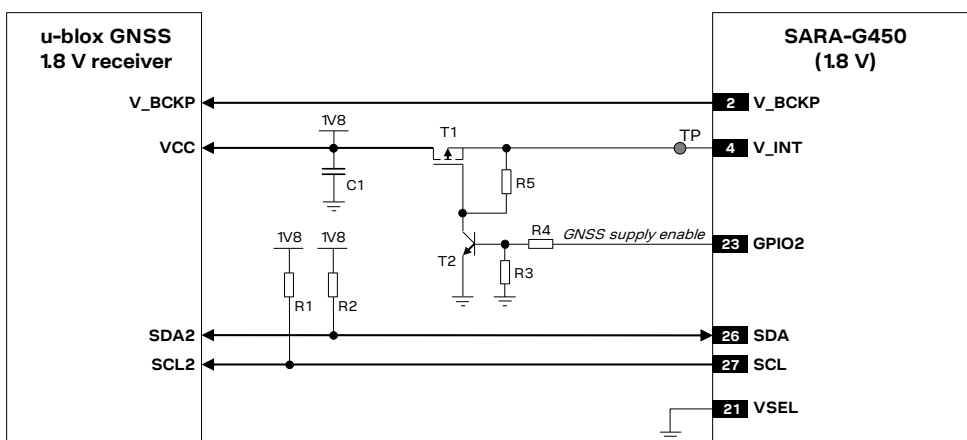 u-blox GNSS
1.8 V receiver
SARA-G450
(1.8 V)
V_BCKP
2 V_BCKP
1V8
T1
TP
VCC
4 V_INT
C1
R5
R4
GNSS supply enable
23 GPIO2
1V8
1V8
T2
R3
R1
R2
SDA2
26 SDA
SCL2
27 SCL
21 VSEL